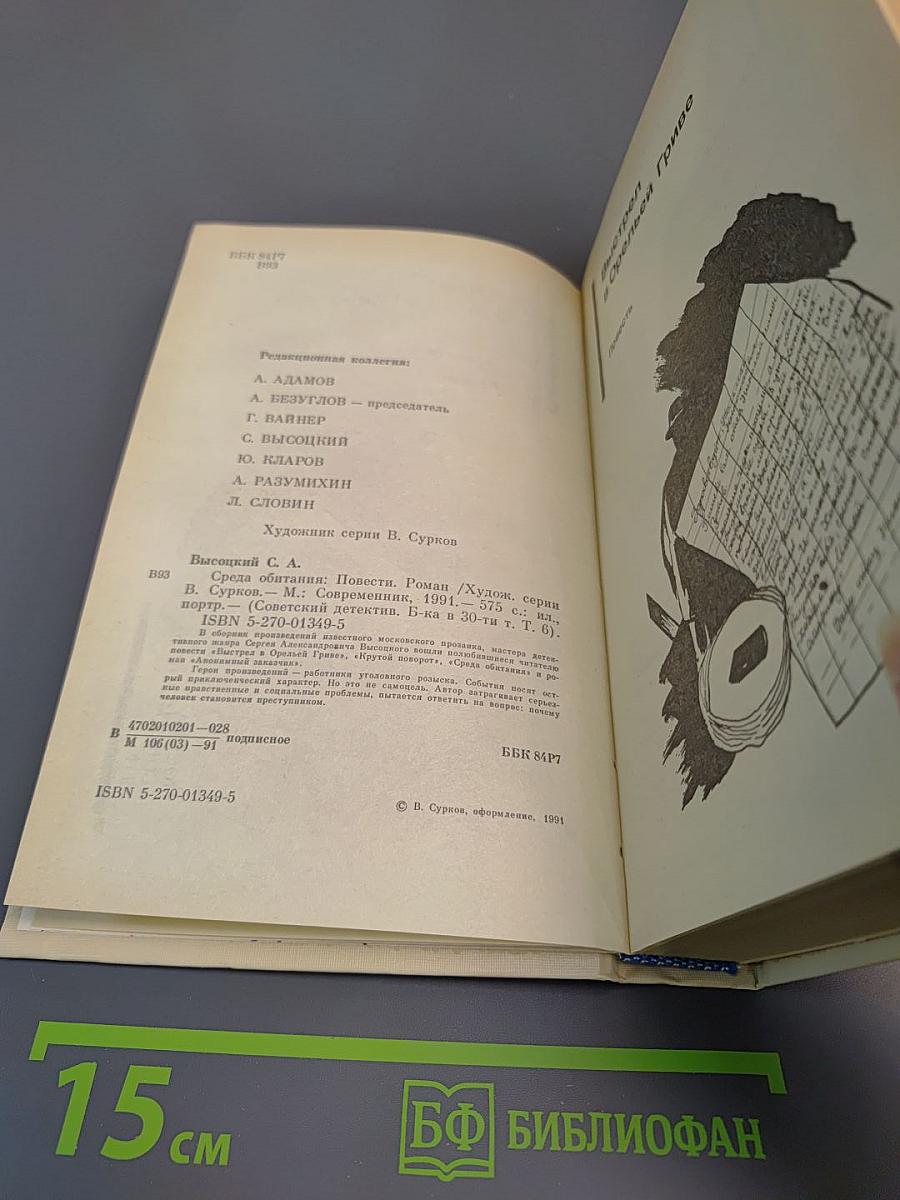 ББК 84Р7
В93
Редакционная коллегия:
А. АДАМОВ
А. БЕЗУГЛОВ — председатель
Г. ВАЙНЕР
С. ВЫСОЦКИЙ
Ю. КЛАРОВ
А. РАЗУМИХИН
Л. СЛОВИН
Художник серии В. Сурков
Высоцкий С. А.
В93 Среда обитания: Повести. Роман /Худож. серии
В. Сурков.— М.: Современник, 1991.— 575 с.: ил.,
портр.— (Советский детектив. Б-ка в 30-ти т. Т. 6).
ISBN 5-270-01349-5
В сборник произведений известного московского прозаика, мастера детек-
тивного жанра Сергея Александровича Высоцкого вошли полюбившиеся читателю
повести «Выстрел в Орельей Гриве», «Крутой поворот», «Среда обитания» и ро-
ман «Анонимный заказчик».
Герои произведений — работники уголовного розыска. События носят ост-
рый приключенческий характер. Но это не самоцель. Автор затрагивает серьез-
ные нравственные и социальные проблемы, пытается ответить на вопрос: почему
человек становится преступником.
В 4702010201—028
М 106(03)—91 подписное
ББК 84Р7
ISBN 5-270-01349-5
© В. Сурков, оформление, 1991
Выстрел
в Орельей Гриве
Повесть
15 см
БФ БИБЛИОФАН